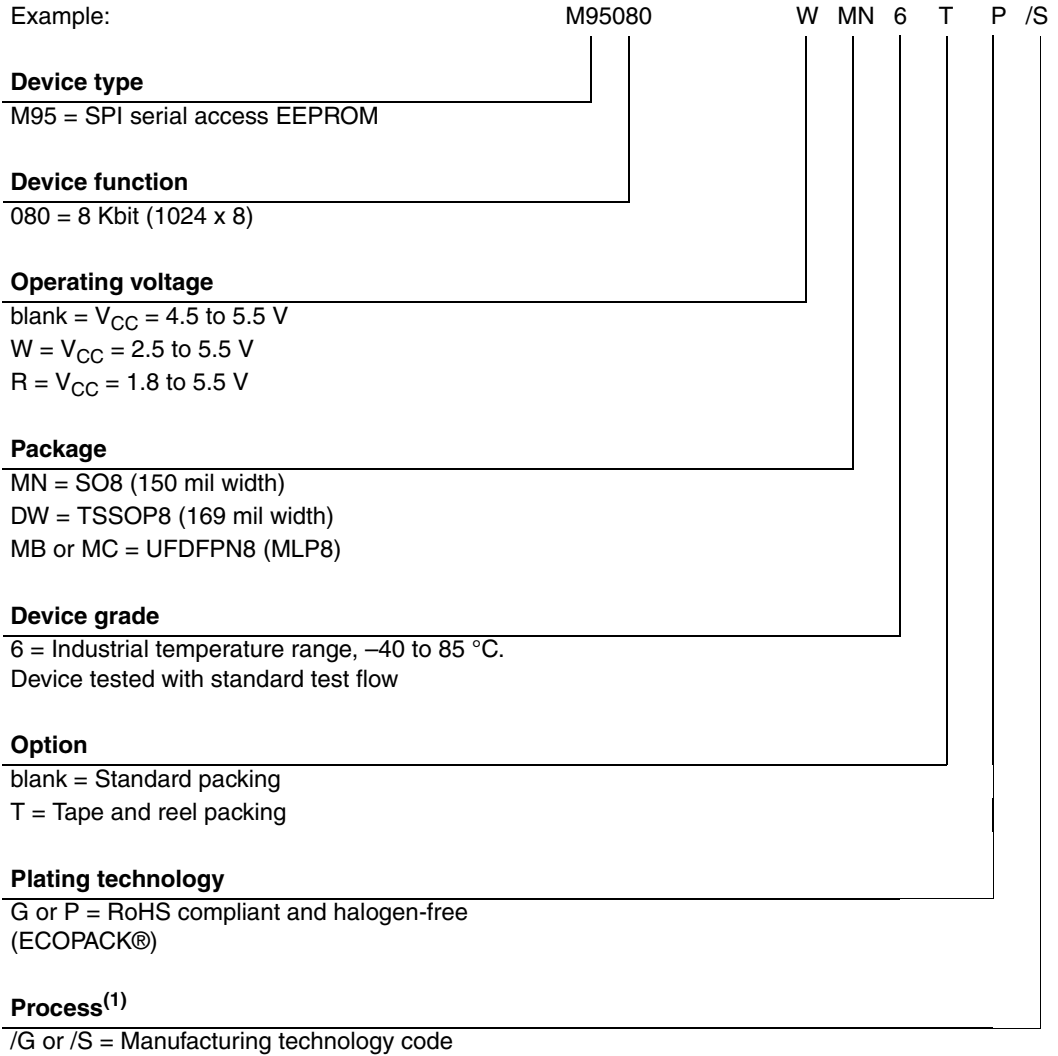 Example: M95080 W MN 6 T P /S
Device type
M95 = SPI serial access EEPROM
Device function
080 = 8 Kbit (1024 x 8)
Operating voltage
blank = VCC = 4.5 to 5.5 V
W = VCC = 2.5 to 5.5 V
R = VCC = 1.8 to 5.5 V
Package
MN = SO8 (150 mil width)
DW = TSSOP8 (169 mil width)
MB or MC = UFDFPN8 (MLP8)
Device grade
6 = Industrial temperature range, –40 to 85 °C.
Device tested with standard test flow
Option
blank = Standard packing
T = Tape and reel packing
Plating technology
G or P = RoHS compliant and halogen-free
(ECOPACK®)
Process(1)
/G or /S = Manufacturing technology code